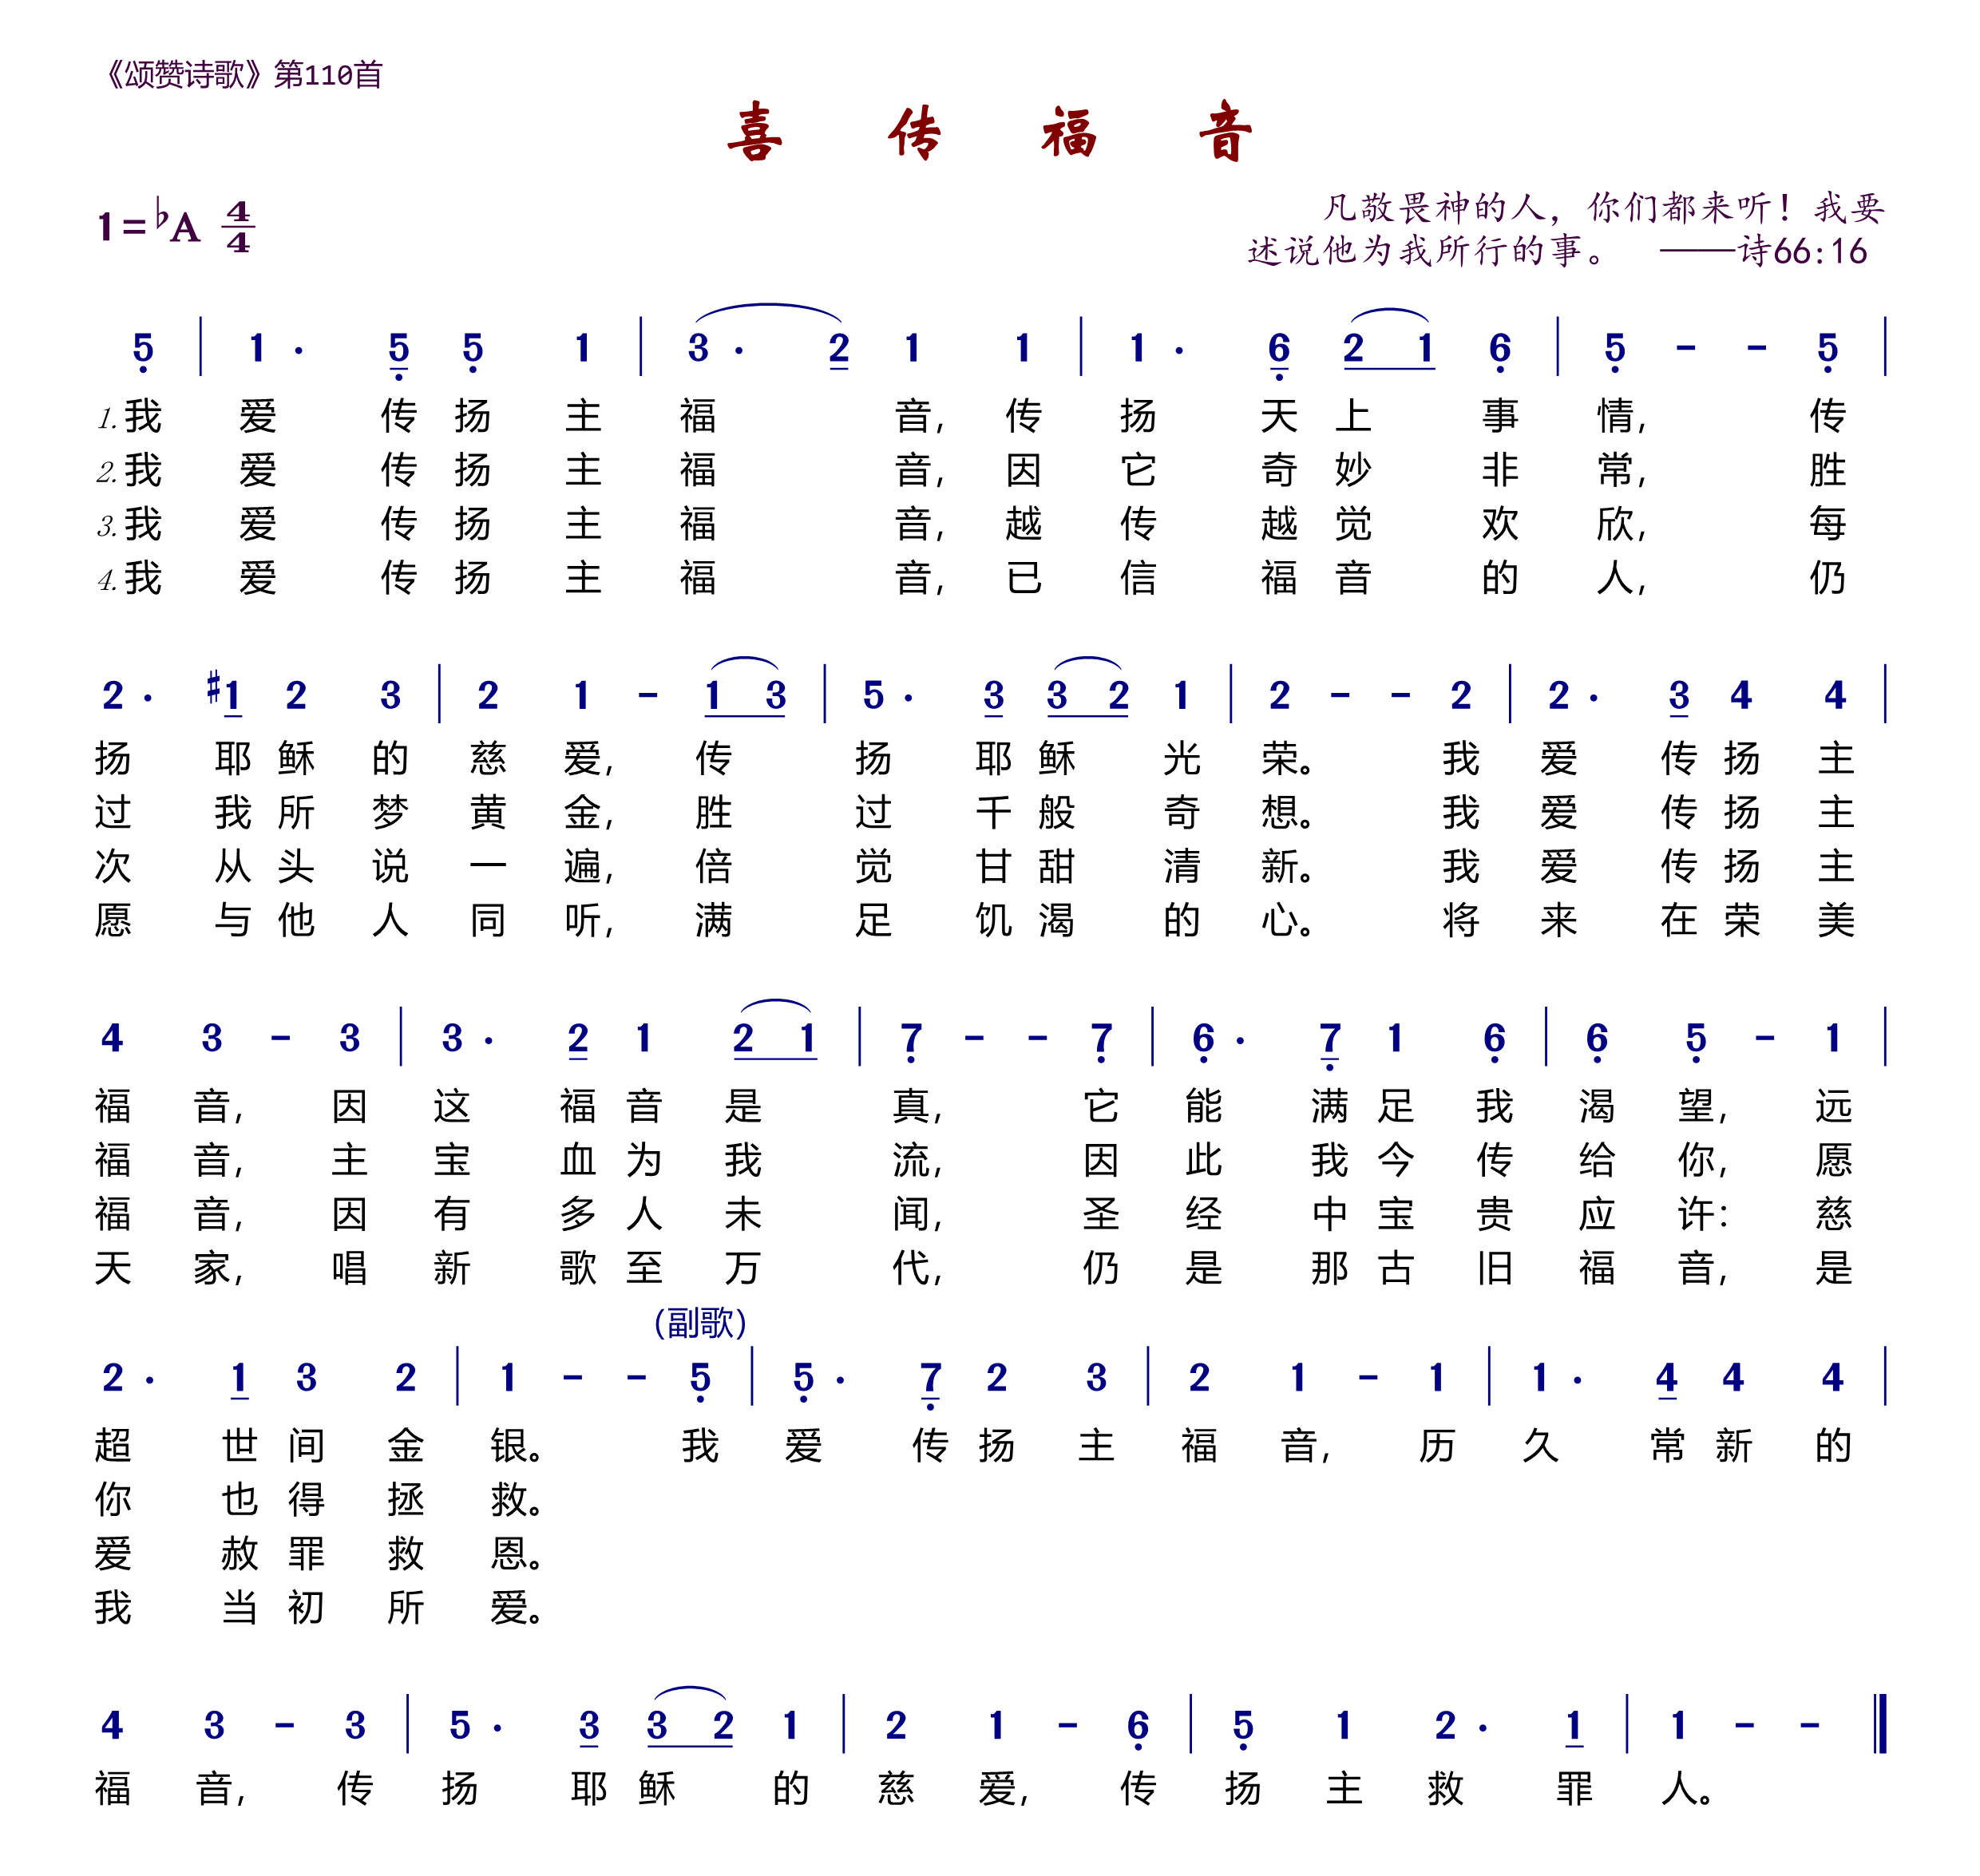 《颂赞诗歌》第110首
喜 传 福 音
1=♭A 4/4
凡敬畏神的人，你们都来听！我要
述说他为我所行的事。 ——诗66:16
5 | 1 · 5 5 1 | 3 · 2 1 1 | 1 · 6 2 1 6 | 5 - - 5 |
1.我 爱 传 扬 主 福 音, 传 扬 天 上 事 情, 传
2.我 爱 传 扬 主 福 音, 因 它 奇 妙 非 常, 胜
3.我 爱 传 扬 主 福 音, 越 传 越 觉 欢 欣, 每
4.我 爱 传 扬 主 福 音, 已 信 福 音 的 人, 仍
2 · ♯1 2 3 | 2 1 - 1 3 | 5 · 3 3 2 1 | 2 - - 2 | 2 · 3 4 4 |
扬 耶 稣 的 慈 爱, 传 扬 耶 稣 光 荣。 我 爱 传 扬 主
过 我 所 梦 黄 金, 胜 过 千 般 奇 想。 我 爱 传 扬 主
次 从 头 说 一 遍, 倍 觉 甘 甜 清 新。 我 爱 传 扬 主
愿 与 他 人 同 听, 满 足 饥 渴 的 心。 将 来 在 荣 美
4 3 - 3 | 3 · 2 1 2 1 | 7 - - 7 | 6 · 7 1 6 | 6 5 - 1 |
福 音, 因 这 福 音 是 真, 它 能 满 足 我 渴 望, 远
福 音, 主 宝 血 为 我 流, 因 此 我 今 传 给 你, 愿
福 音, 因 有 多 人 未 闻, 圣 经 中 宝 贵 应 许: 慈
天 家, 唱 新 歌 至 万 代, 仍 是 那 古 旧 福 音, 是
(副歌)
2 · 1 3 2 | 1 - - 5 | 5 · 7 2 3 | 2 1 - 1 | 1 · 4 4 4 |
超 世 间 金 银。 我 爱 传 扬 主 福 音, 历 久 常 新 的
你 也 得 拯 救。
爱 赦 罪 救 恩。
我 当 初 所 爱。
4 3 - 3 | 5 · 3 3 2 1 | 2 1 - 6 | 5 1 2 · 1 | 1 - - ‖
福 音, 传 扬 耶 稣 的 慈 爱, 传 扬 主 救 罪 人。